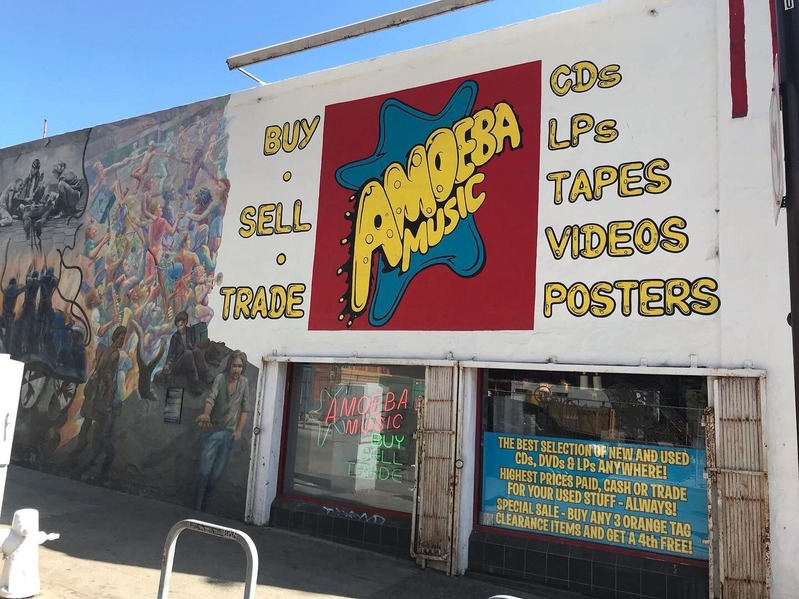 BUY
•
SELL
•
TRADE
AMOEBA
MUSIC
CDs
LPs
TAPES
VIDEOS
POSTERS
AMOEBA
MUSIC
BUY
SELL
TRADE
THE BEST SELECTION OF NEW AND USED
CDs, DVDs & LPs ANYWHERE!
HIGHEST PRICES PAID, CASH OR TRADE
FOR YOUR USED STUFF - ALWAYS!
SPECIAL SALE - BUY ANY 3 ORANGE TAG
CLEARANCE ITEMS AND GET A 4th FREE!